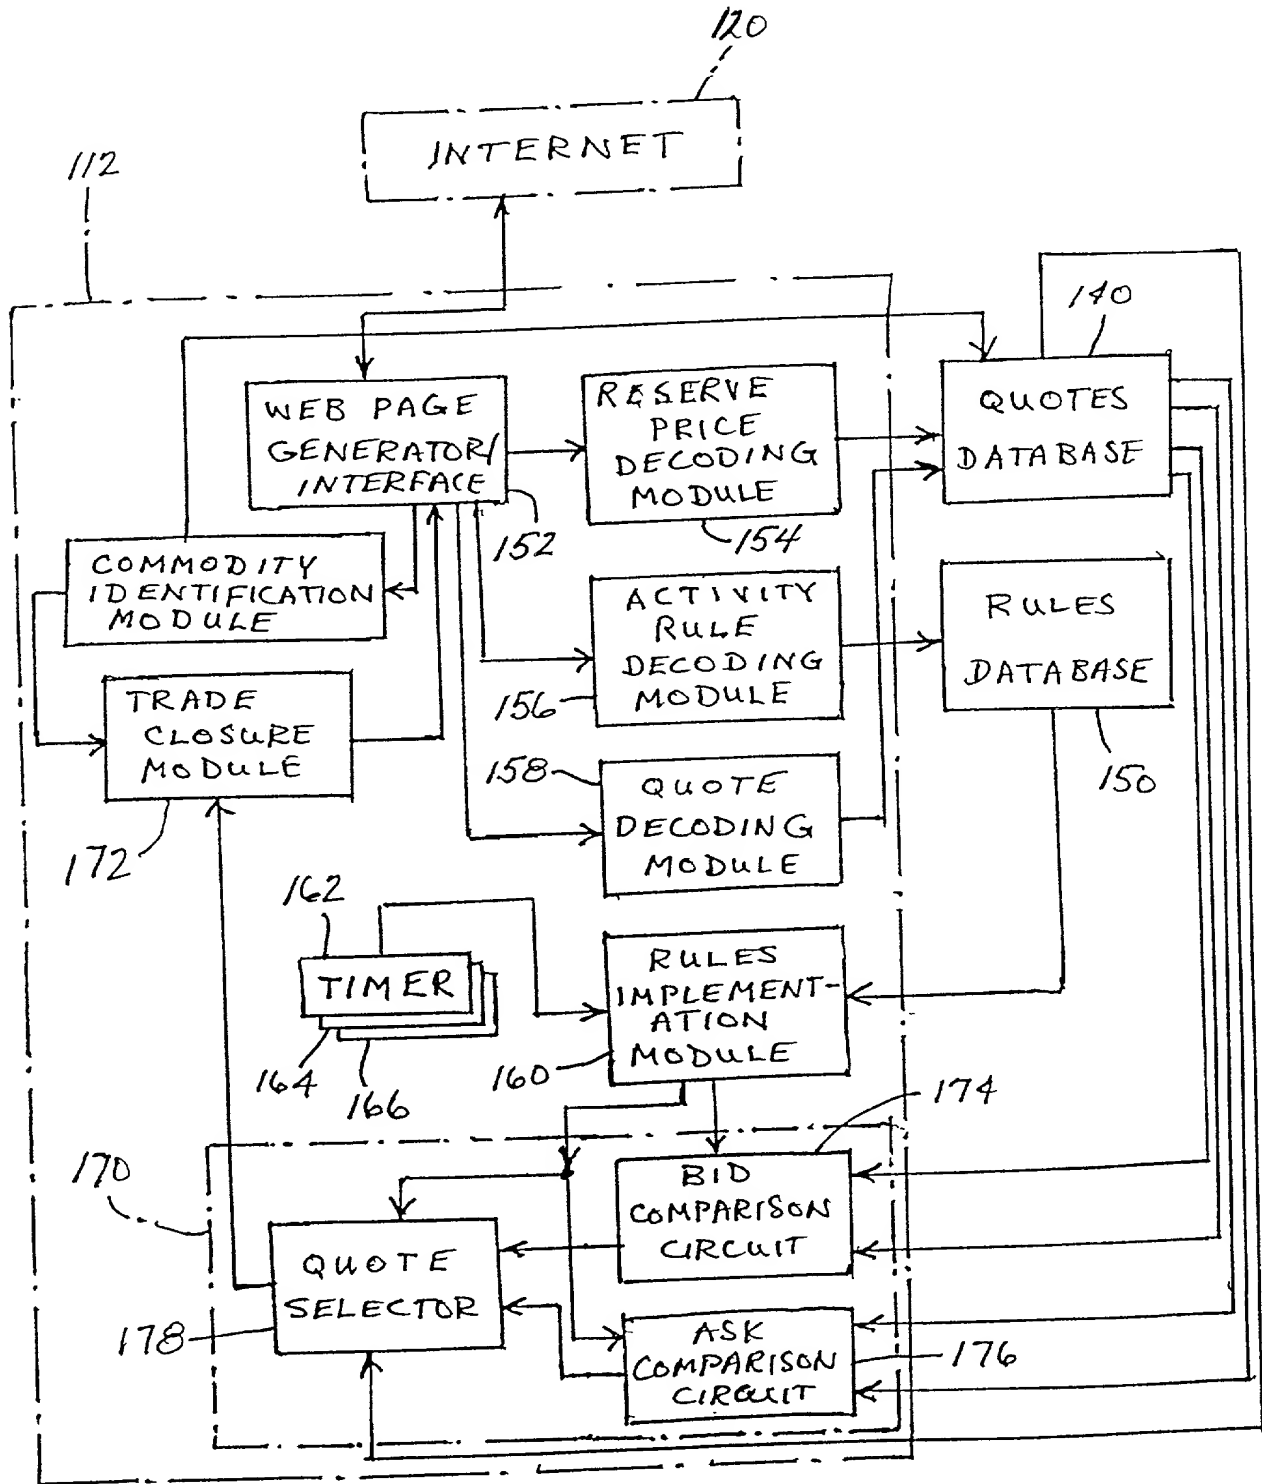 120
INTERNET
112
140
WEB PAGE
GENERATOR/
INTERFACE
152
RESERVE
PRICE
DECODING
MODULE
154
QUOTES
DATABASE
COMMODITY
IDENTIFICATION
MODULE
ACTIVITY
RULE
DECODING
MODULE
156
RULES
DATABASE
150
TRADE
CLOSURE
MODULE
172
158
QUOTE
DECODING
MODULE
162
TIMER
164
166
RULES
IMPLEMENT-
ATION
MODULE
160
174
170
BID
COMPARISON
CIRCUIT
QUOTE
SELECTOR
178
ASK
COMPARISON
CIRCUIT
176